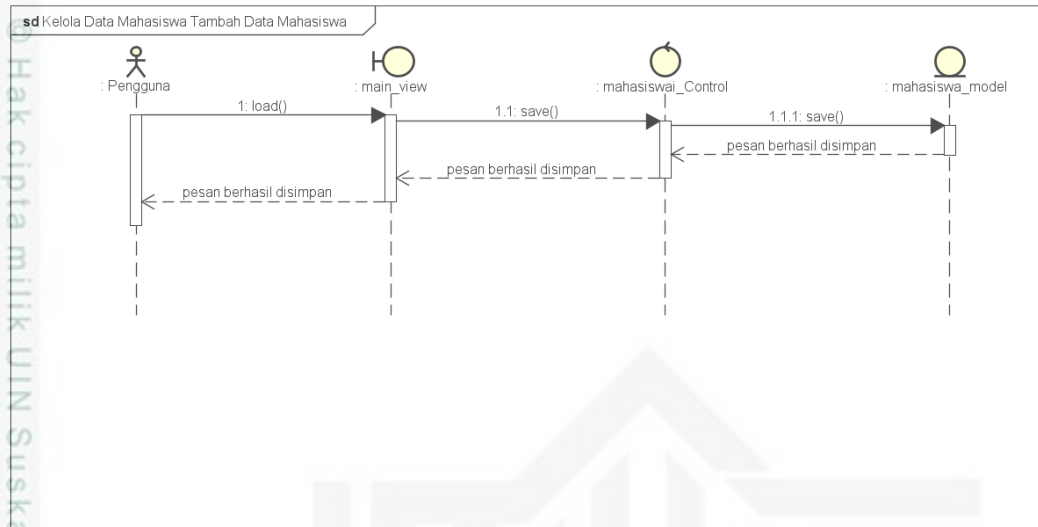 sd Kelola Data Mahasiswa Tambah Data Mahasiswa
: Pengguna
: main_view
: mahasiswai_Control
: mahasiswa_model
1: load()
1.1: save()
1.1.1: save()
pesan berhasil disimpan
pesan berhasil disimpan
pesan berhasil disimpan
© Hak cipta milik UIN Suska